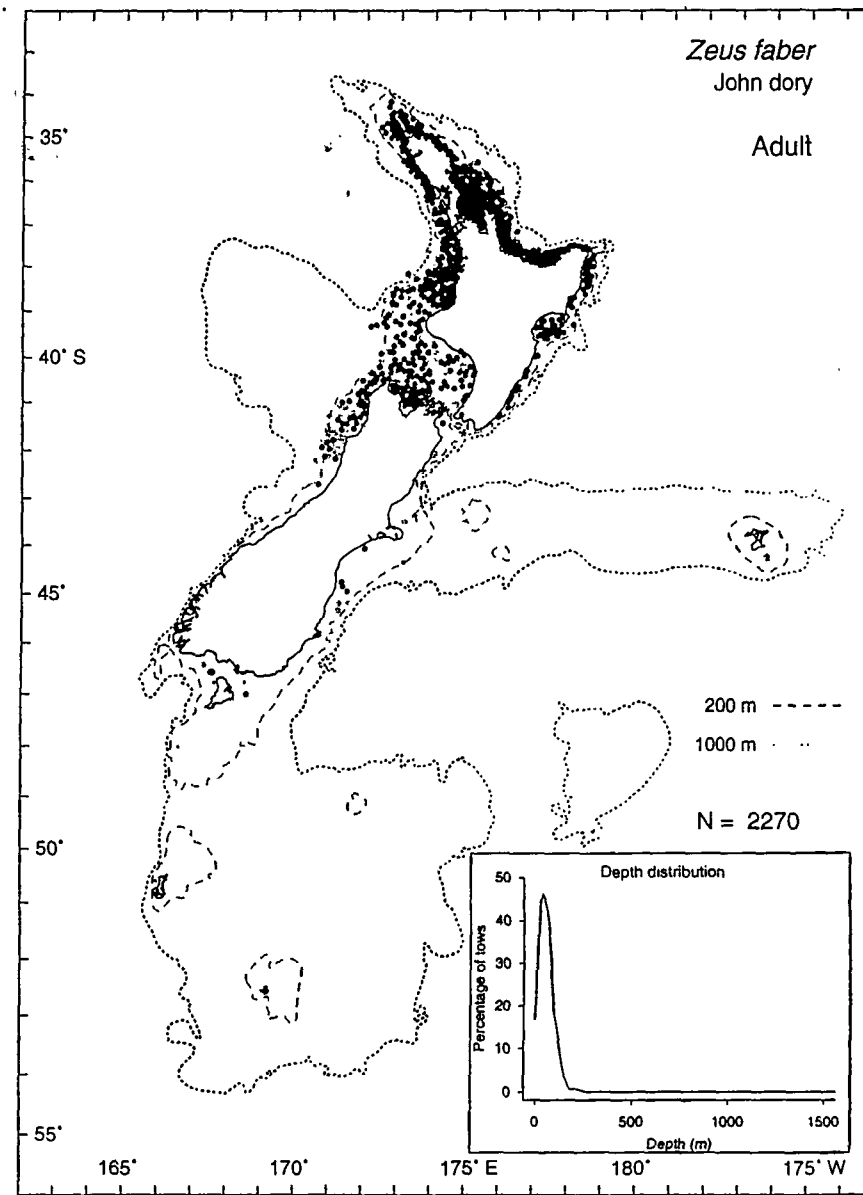 Zeus faber
John dory
Adult
35°
40° S
45°
50°
55°
200 m
1000 m
N = 2270
Depth distribution
Percentage of tows
50
40
30
20
10
0
0
500
1000
1500
Depth (m)
165°
170°
175° E
180°
175° W